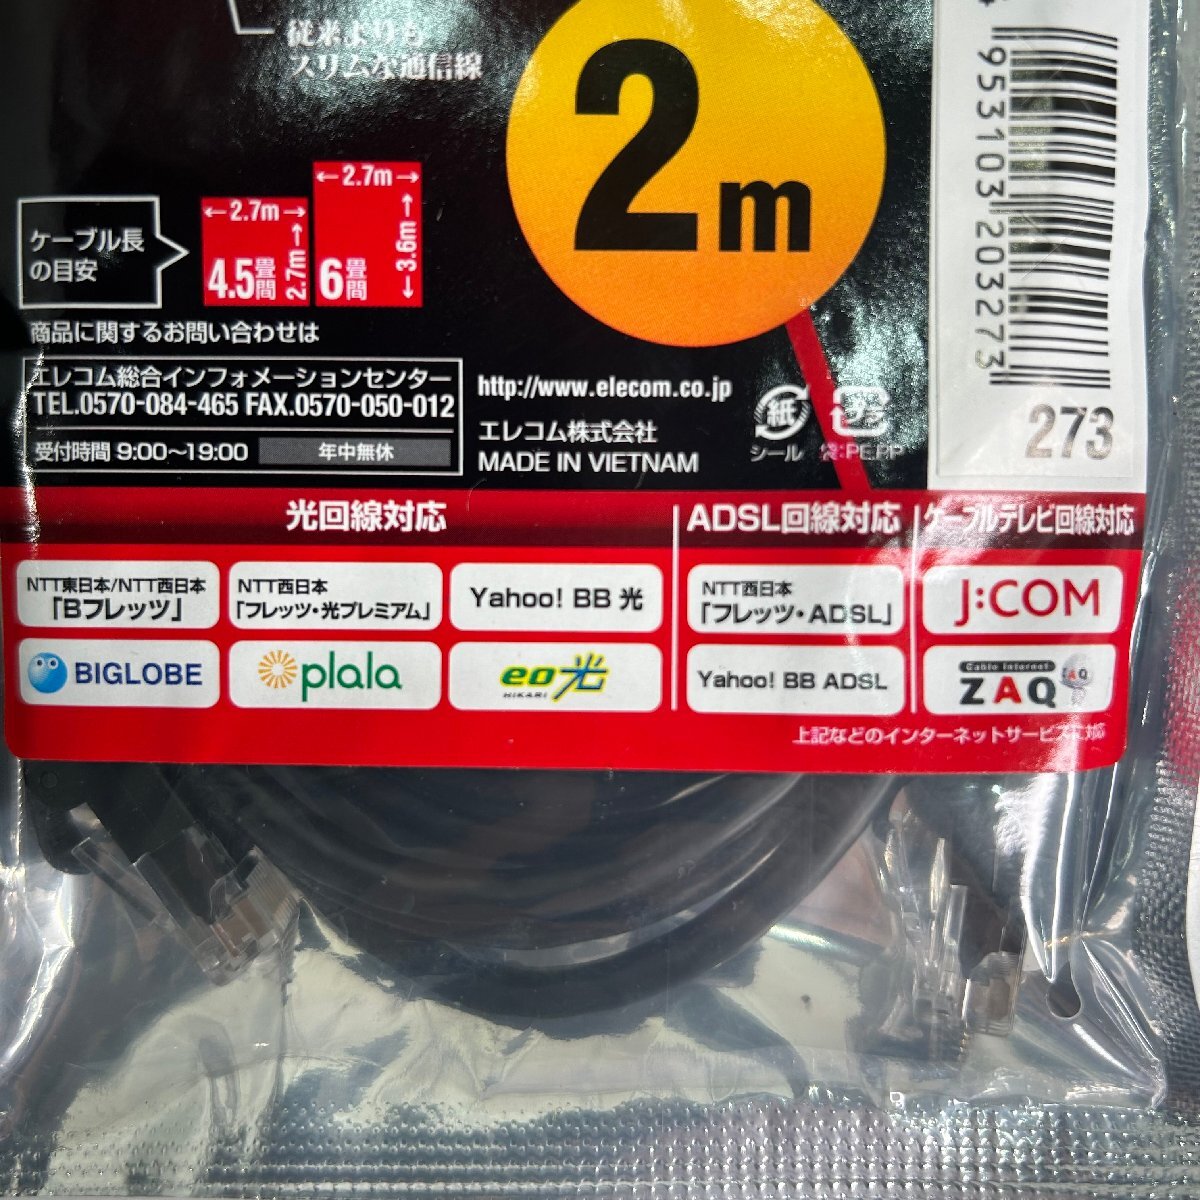 従来よりも
スリムな通信線
2m
9 953103 203273
273
←2.7m→
←2.7m→
ケーブル長
の目安
4.5畳間
2.7m→
6畳間
←3.6m→
商品に関するお問い合わせは
エレコム総合インフォメーションセンター
TEL.0570-084-465 FAX.0570-050-012
受付時間 9:00～19:00 年中無休
http://www.elecom.co.jp
エレコム株式会社
MADE IN VIETNAM
紙
シール
プラ
袋:PE,PP
光回線対応
ADSL回線対応
ケーブルテレビ回線対応
NTT東日本/NTT西日本
「Bフレッツ」
NTT西日本
「フレッツ・光プレミアム」
Yahoo! BB 光
NTT西日本
「フレッツ・ADSL」
J:COM
BIGLOBE
plala
eo光
HIKARI
Yahoo! BB ADSL
Cable Internet
ZAQ
ZAQ
上記などのインターネットサービスに対応